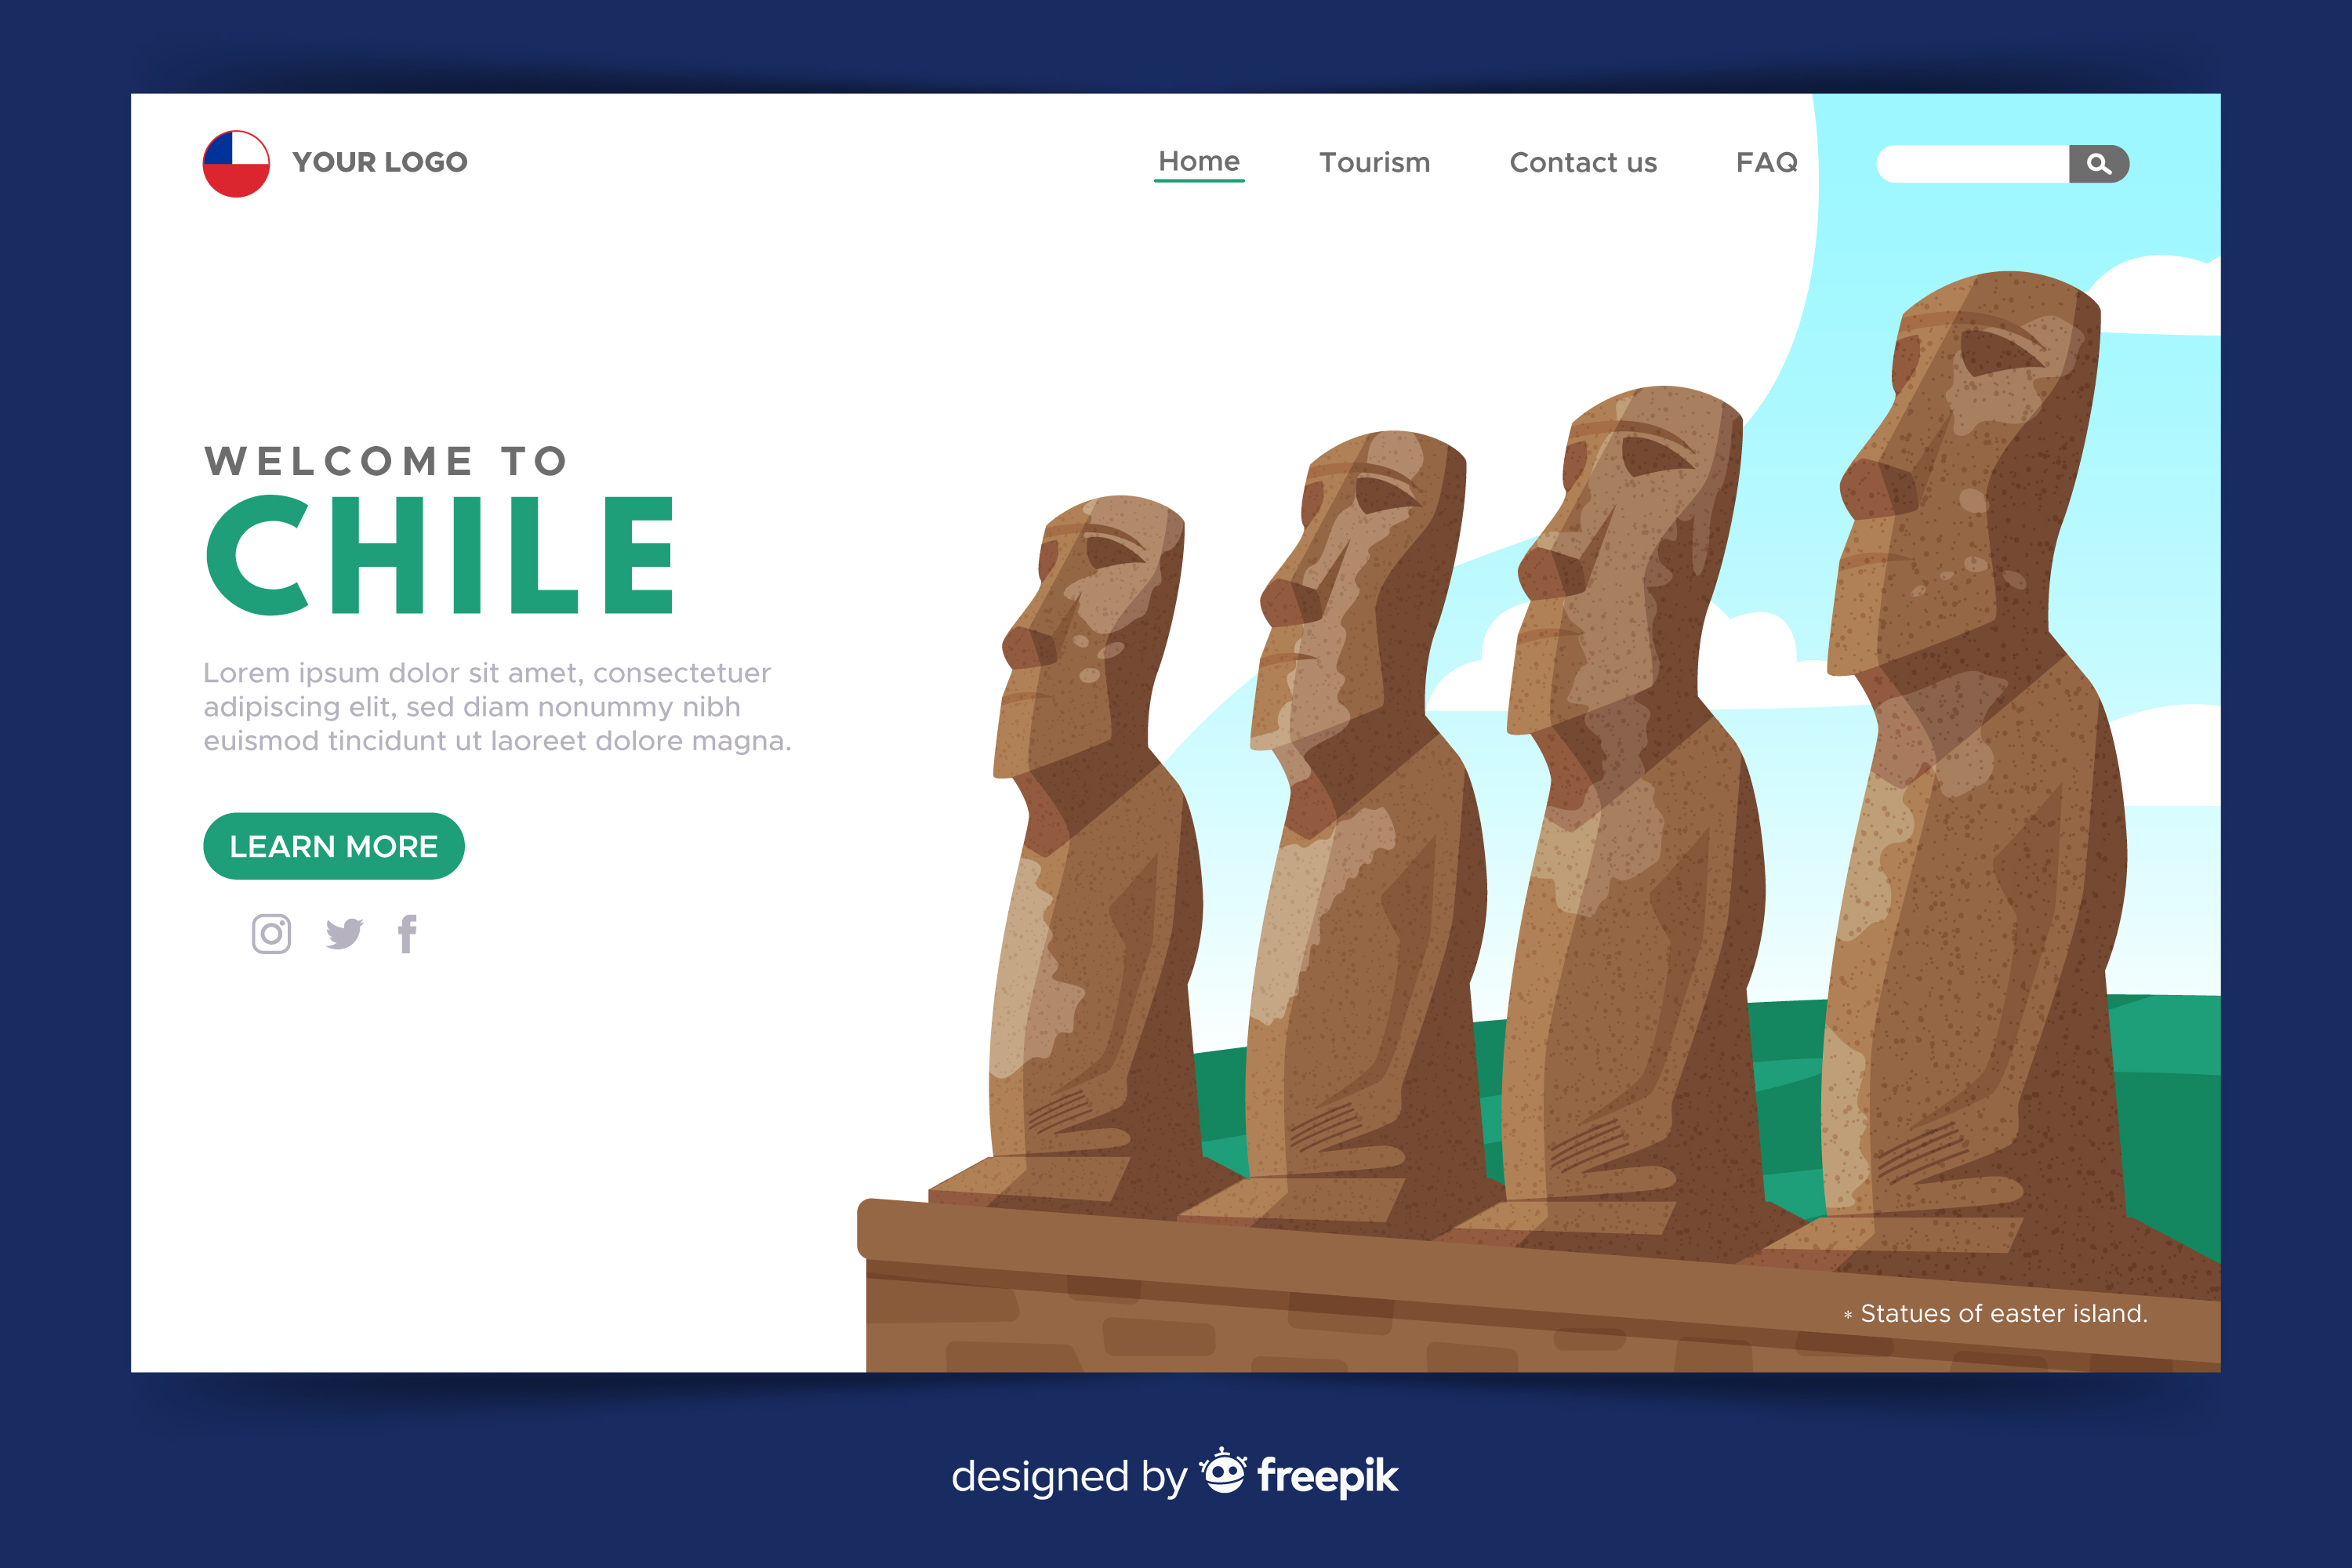 YOUR LOGO
Home Tourism Contact us FAQ
WELCOME TO
CHILE
Lorem ipsum dolor sit amet, consectetuer
adipiscing elit, sed diam nonummy nibh
euismod tincidunt ut laoreet dolore magna.
LEARN MORE
* Statues of easter island.
designed by freepik